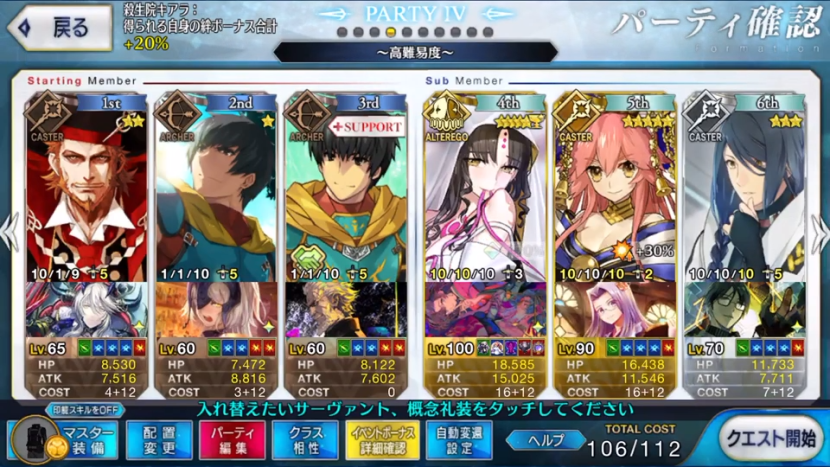 戻る
殺生院キアラ：
得られる自身の絆ボーナス合計
+20%
PARTY IV
～高難易度～
パーティ確認
Formation
Starting Member
Sub Member
1st
2nd
3rd
4th
5th
6th
CASTER
ARCHER
ARCHER
ALTEREGO
CASTER
CASTER
+SUPPORT
+30%
10/1/9 5
1/1/10 5
1/1/10 5
10/10/10 3
10/10/10 2
10/10/10 5
Lv.65
Lv.60
Lv.60
Lv.100
Lv.90
Lv.70
HP 8,530
HP 7,472
HP 8,122
HP 18,585
HP 16,438
HP 11,733
ATK 7,516
ATK 8,816
ATK 7,602
ATK 15,025
ATK 11,546
ATK 7,711
COST 4+12
COST 3+12
COST 0
COST 16+12
COST 16+12
COST 7+12
印籠スキルをOFF
入れ替えたいサーヴァント、概念礼装をタッチしてください
マスター装備
配置変更
パーティ編集
クラス相性
イベントボーナス詳細確認
自動変遷設定
ヘルプ
TOTAL COST
106/112
クエスト開始